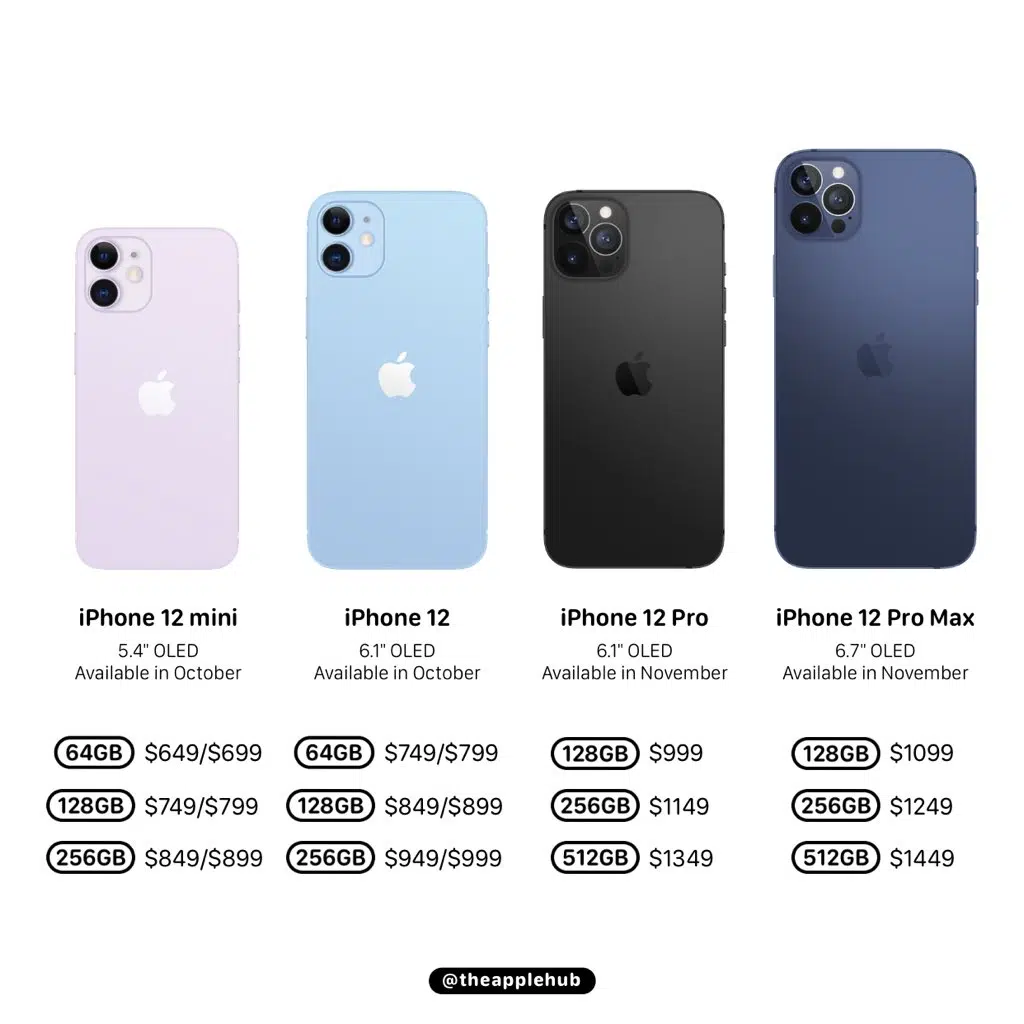 iPhone 12 mini
5.4" OLED
Available in October
64GB $649/$699
128GB $749/$799
256GB $849/$899
iPhone 12
6.1" OLED
Available in October
64GB $749/$799
128GB $849/$899
256GB $949/$999
iPhone 12 Pro
6.1" OLED
Available in November
128GB $999
256GB $1149
512GB $1349
iPhone 12 Pro Max
6.7" OLED
Available in November
128GB $1099
256GB $1249
512GB $1449
@theapplehub